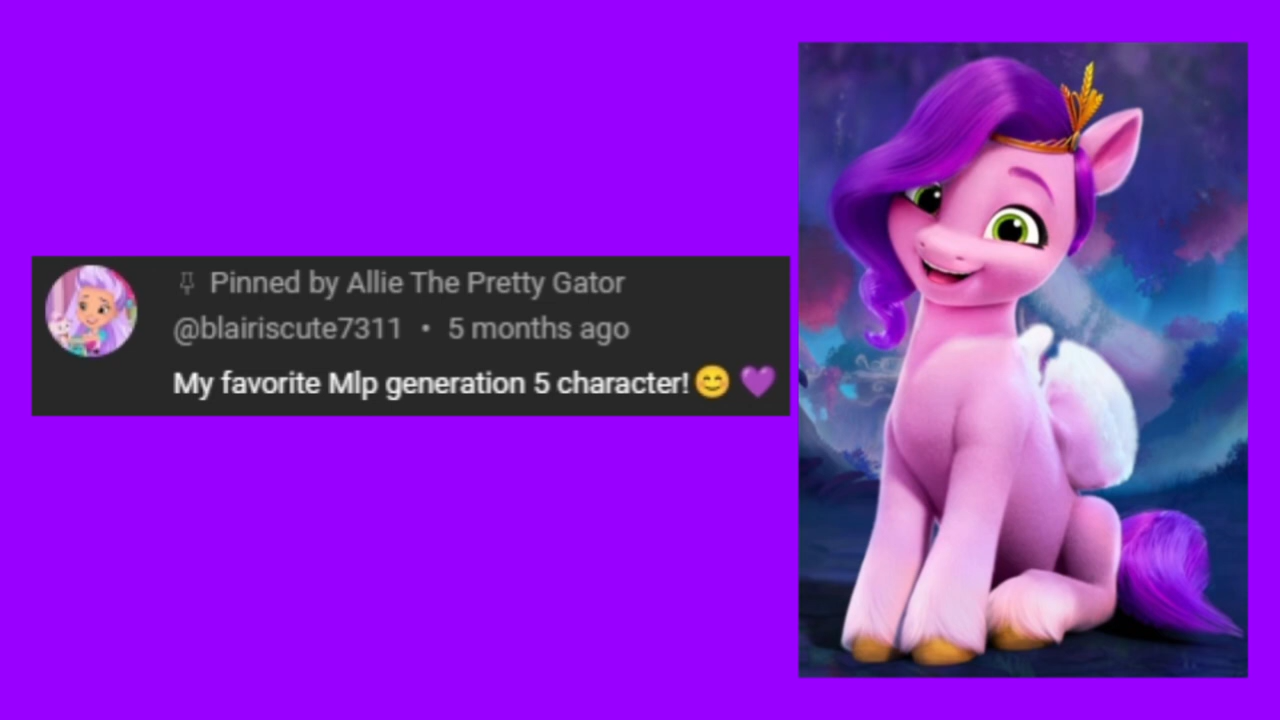 Pinned by Allie The Pretty Gator
@blairiscute7311 • 5 months ago
My favorite Mlp generation 5 character!😊 💜